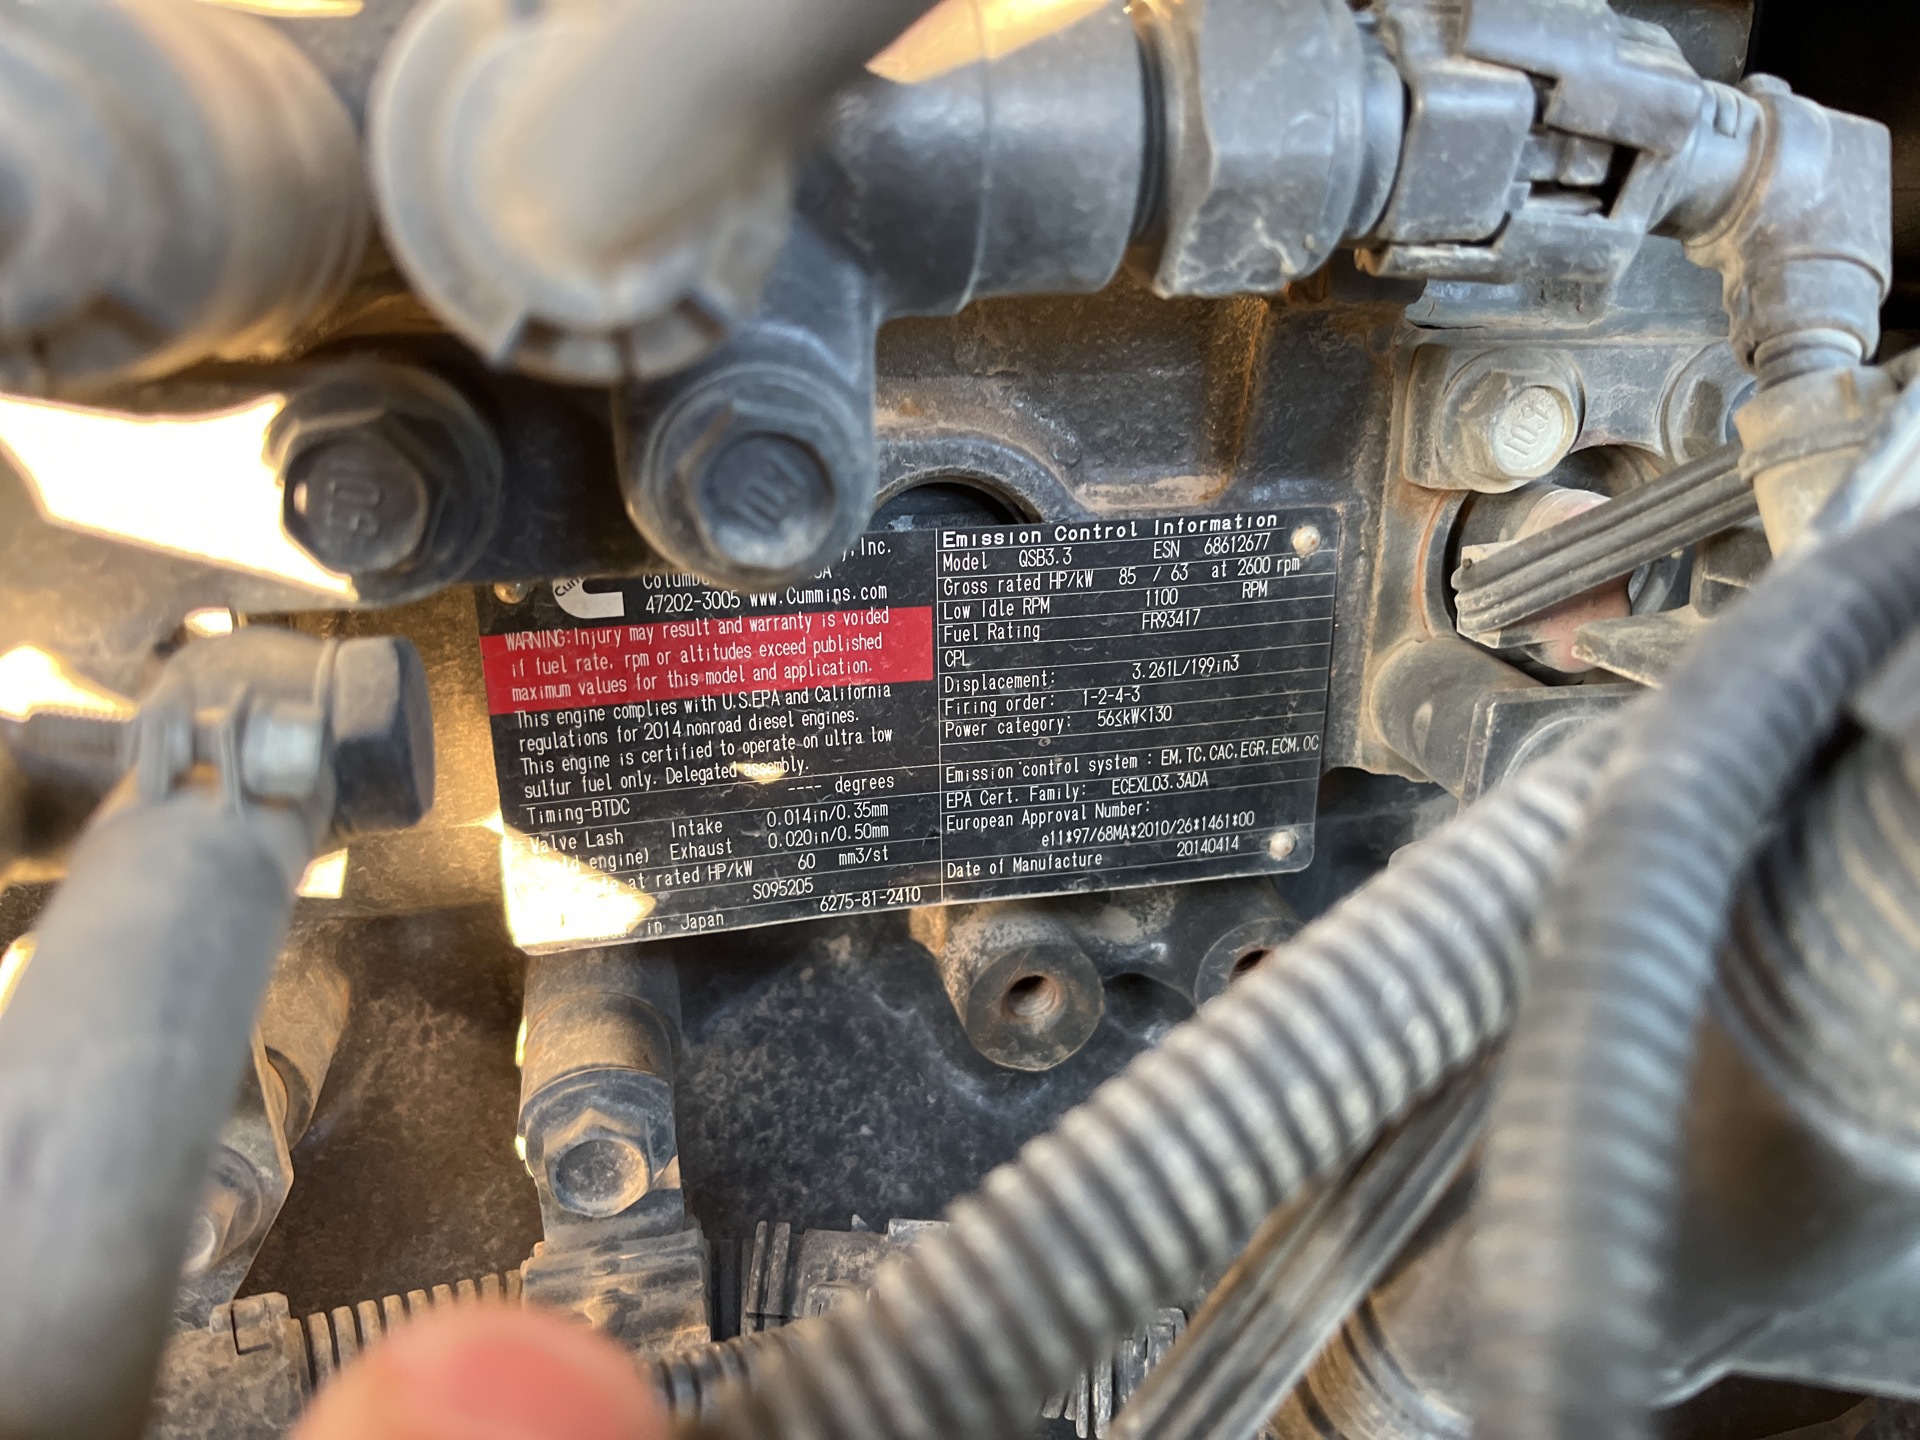 , Inc.
47202-3005 www.Cummins.com
WARNING: Injury may result and warranty is voided
if fuel rate, rpm or altitudes exceed published
maximum values for this model and application.
This engine complies with U.S.EPA and California
regulations for 2014 nonroad diesel engines.
This engine is certified to operate on ultra low
sulfur fuel only. Delegated assembly.
Timing-BTDC ---- degrees
Valve Lash Intake 0.014in/0.35mm
engine) Exhaust 0.020in/0.50mm
at rated HP/kW 60 mm3/st
S095205
in Japan 6275-81-2410
Emission Control Information
Model QSB3.3 ESN 68612677
Gross rated HP/kW 85 / 63 at 2600 rpm
Low Idle RPM 1100 RPM
Fuel Rating FR93417
CPL
Displacement: 3.261L/199in3
Firing order: 1-2-4-3
Power category: 56≤kW<130
Emission control system : EM.TC.CAC.EGR.ECM.OC
EPA Cert. Family: ECEXL03.3ADA
European Approval Number:
e11*97/68MA*2010/26*1461*00
Date of Manufacture 20140414
10.9